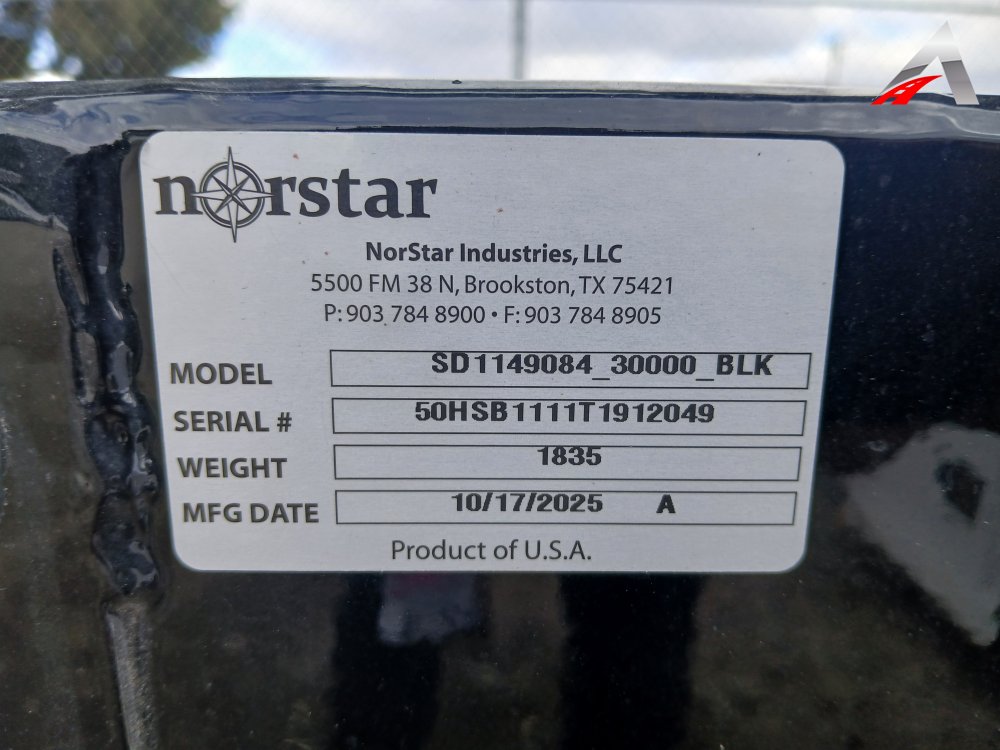 norstar
NorStar Industries, LLC
5500 FM 38 N, Brookston, TX 75421
P: 903 784 8900 • F: 903 784 8905
MODEL SD1149084_30000_BLK
SERIAL # 50HSB1111T1912049
WEIGHT 1835
MFG DATE 10/17/2025 A
Product of U.S.A.